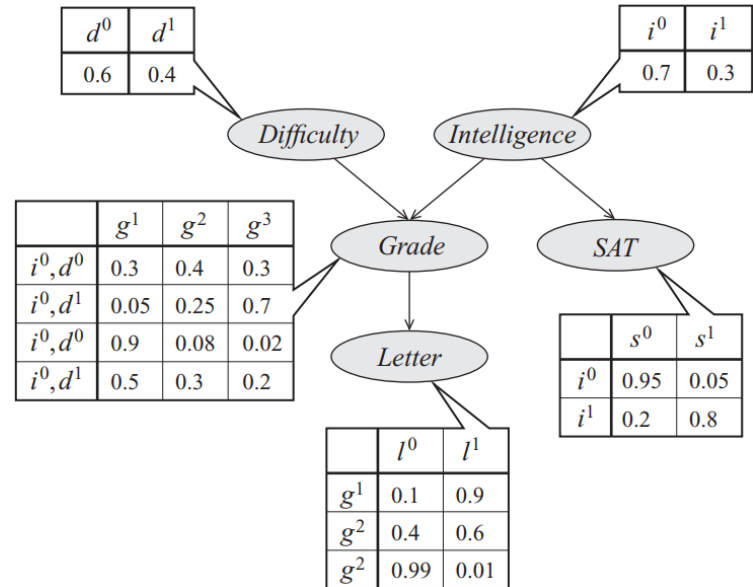 d⁰ d¹
0.6 0.4
i⁰ i¹
0.7 0.3
Difficulty
Intelligence
g¹ g² g³
i⁰, d⁰ 0.3 0.4 0.3
i⁰, d¹ 0.05 0.25 0.7
i⁰, d⁰ 0.9 0.08 0.02
i⁰, d¹ 0.5 0.3 0.2
Grade
SAT
s⁰ s¹
i⁰ 0.95 0.05
i¹ 0.2 0.8
Letter
l⁰ l¹
g¹ 0.1 0.9
g² 0.4 0.6
g² 0.99 0.01